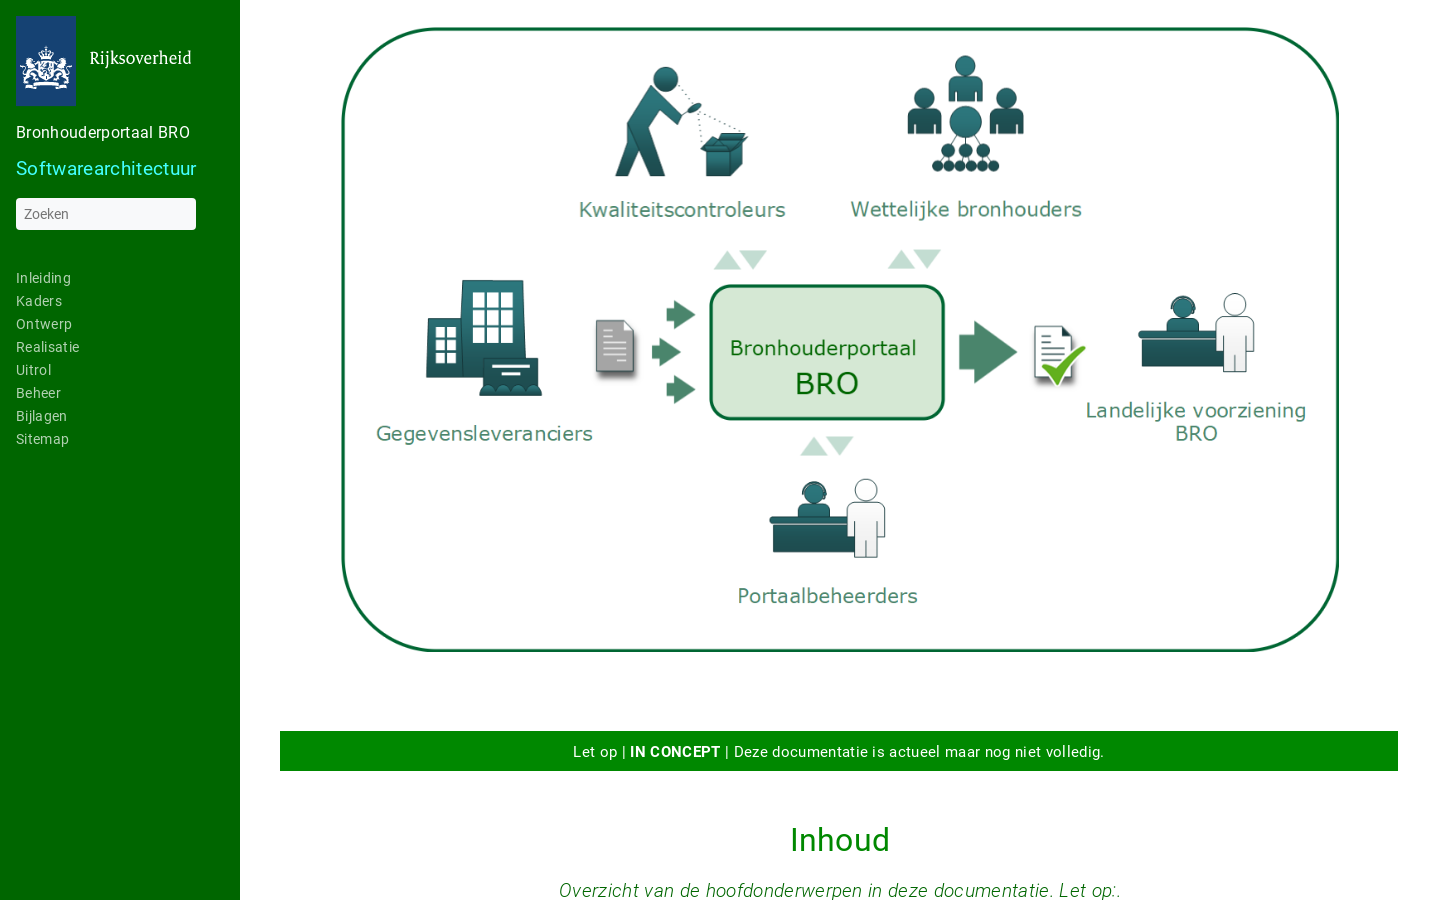 Rijksoverheid
Bronhouderportaal BRO
Softwarearchitectuur
Zoeken
Inleiding
Kaders
Ontwerp
Realisatie
Uitrol
Beheer
Bijlagen
Sitemap
Kwaliteitscontroleurs
Wettelijke bronhouders
Gegevensleveranciers
Bronhouderportaal
BRO
Landelijke voorziening
BRO
Portaalbeheerders
Let op | IN CONCEPT | Deze documentatie is actueel maar nog niet volledig.
Inhoud
Overzicht van de hoofdonderwerpen in deze documentatie. Let op:.